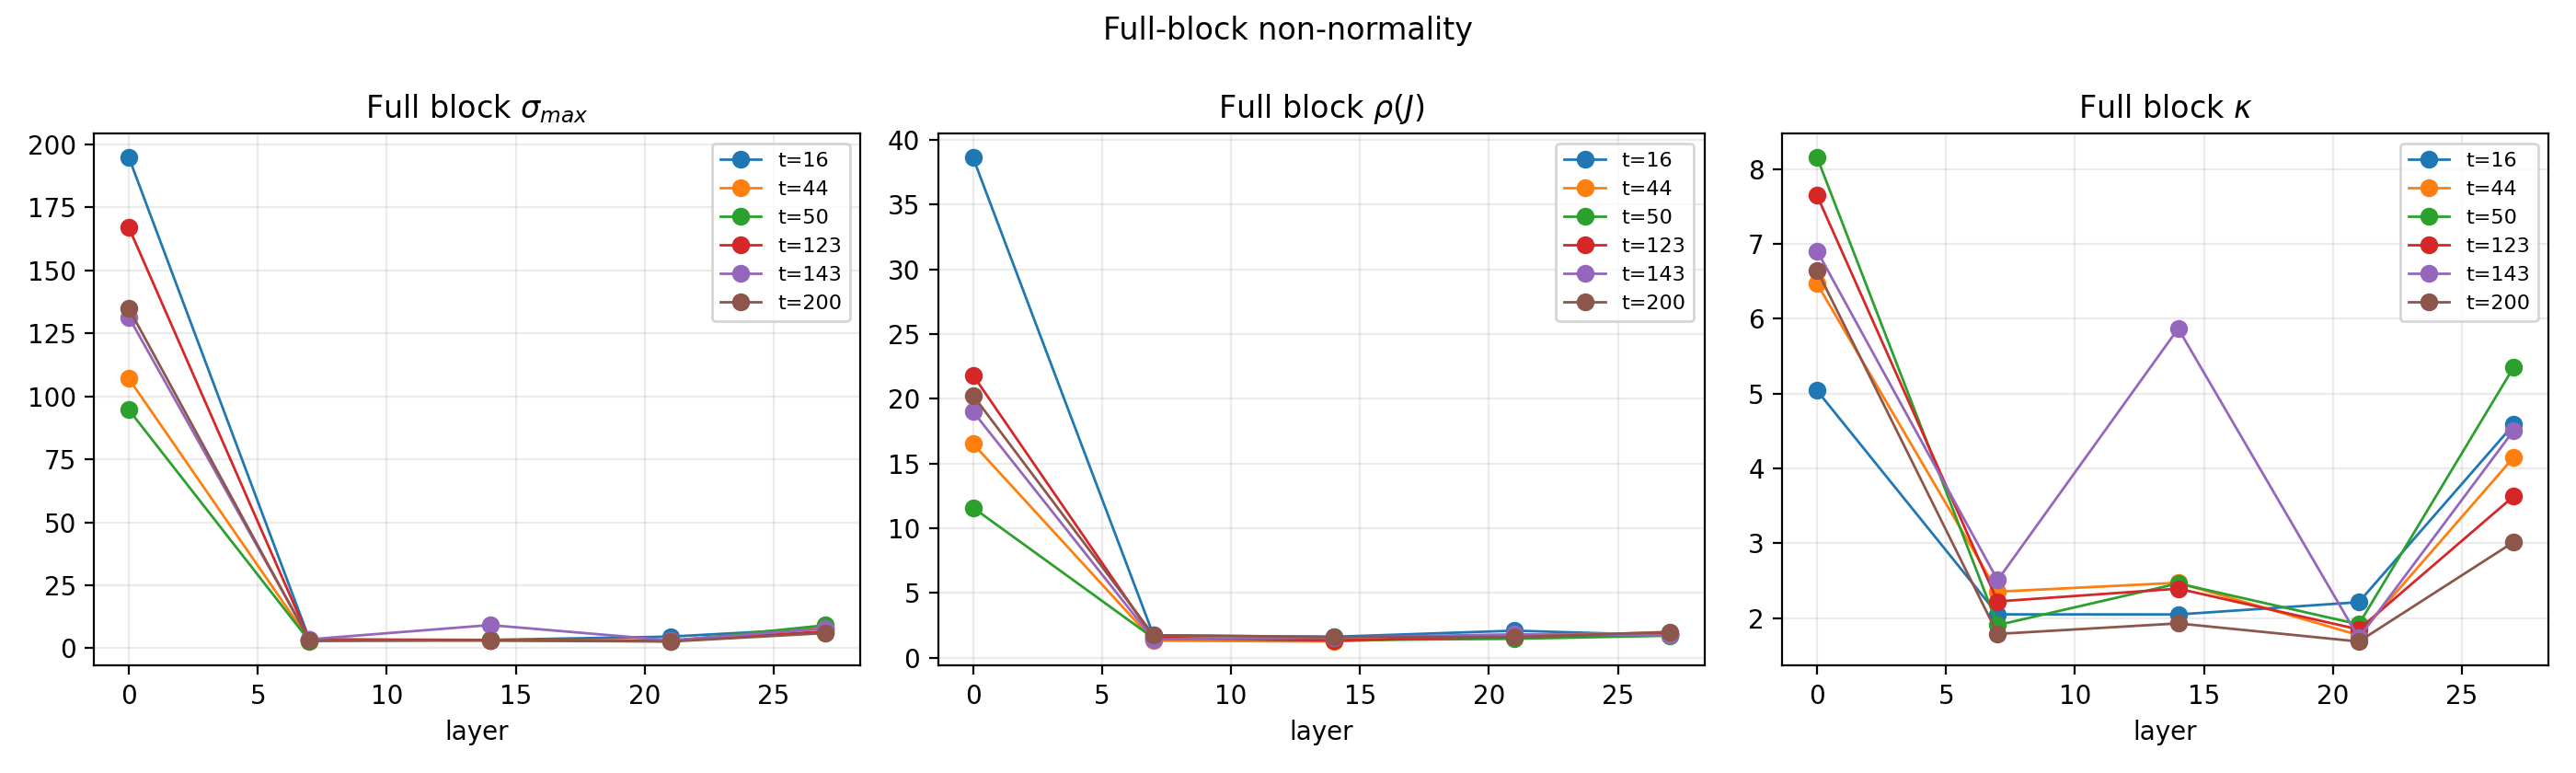 Full-block non-normality
Full block σmax
200
175
150
125
100
75
50
25
0
0 5 10 15 20 25
layer
t=16
t=44
t=50
t=123
t=143
t=200
Full block ρ(J)
40
35
30
25
20
15
10
5
0
0 5 10 15 20 25
layer
t=16
t=44
t=50
t=123
t=143
t=200
Full block κ
8
7
6
5
4
3
2
0 5 10 15 20 25
layer
t=16
t=44
t=50
t=123
t=143
t=200